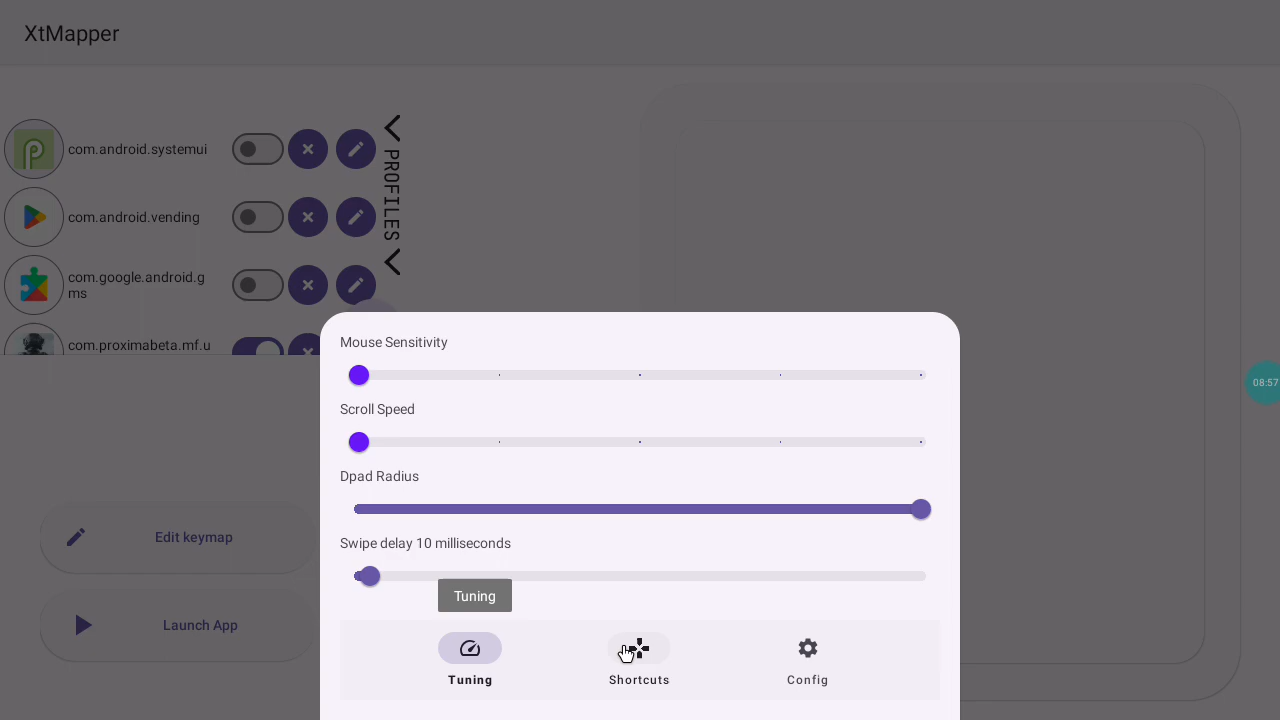 XtMapper
com.android.systemui
com.android.vending
com.google.android.g
ms
com.proximabeta.mf.u
PROFILES
Edit keymap
Launch App
Mouse Sensitivity
Scroll Speed
Dpad Radius
Swipe delay 10 milliseconds
Tuning
Tuning
Shortcuts
Config
08:57